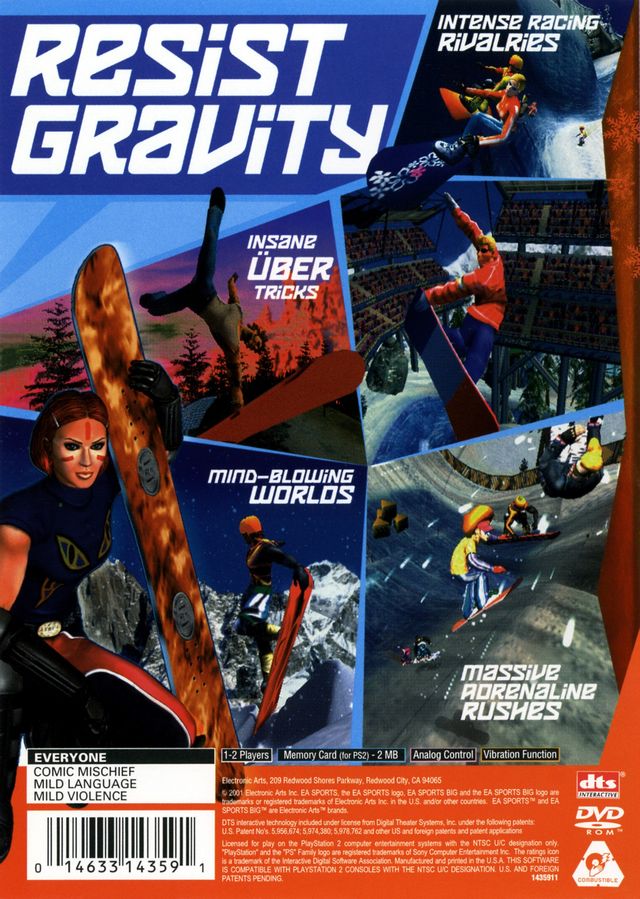 RESIST
GRAVITY
INTENSE RACING
RIVALRIES
INSANE
ÜBER
TRICKS
MIND-BLOWING
WORLDS
MASSIVE
ADRENALINE
RUSHES
EVERYONE
COMIC MISCHIEF
MILD LANGUAGE
MILD VIOLENCE
1-2 Players
Memory Card (for PS2) - 2 MB
Analog Control
Vibration Function
Electronic Arts, 209 Redwood Shores Parkway, Redwood City, CA 94065
© 2001 Electronic Arts Inc. EA SPORTS, the EA SPORTS logo, EA SPORTS BIG and the EA SPORTS BIG logo are
trademarks or registered trademarks of Electronic Arts Inc. in the U.S. and/or other countries. EA SPORTS™ and EA
SPORTS BIG™ are Electronic Arts™ brands.
DTS Interactive technology included under license from Digital Theater Systems, Inc. under the following patents:
U.S. Patent No's. 5,956,674; 5,974,380; 5,978,762 and other US and foreign patents and patent applications
Licensed for play on the PlayStation 2 computer entertainment systems with the NTSC U/C designation only.
"PlayStation" and the "PS" Family logo are registered trademarks of Sony Computer Entertainment Inc. The ratings icon
is a trademark of the Interactive Digital Software Association. Manufactured and printed in the U.S.A. THIS SOFTWARE
IS COMPATIBLE WITH PLAYSTATION 2 CONSOLES WITH THE NTSC U/C DESIGNATION. U.S. AND FOREIGN
PATENTS PENDING.
1435911
dts
INTERACTIVE
DVD
ROM
COMBUSTIBLE
0 14633 14359 1